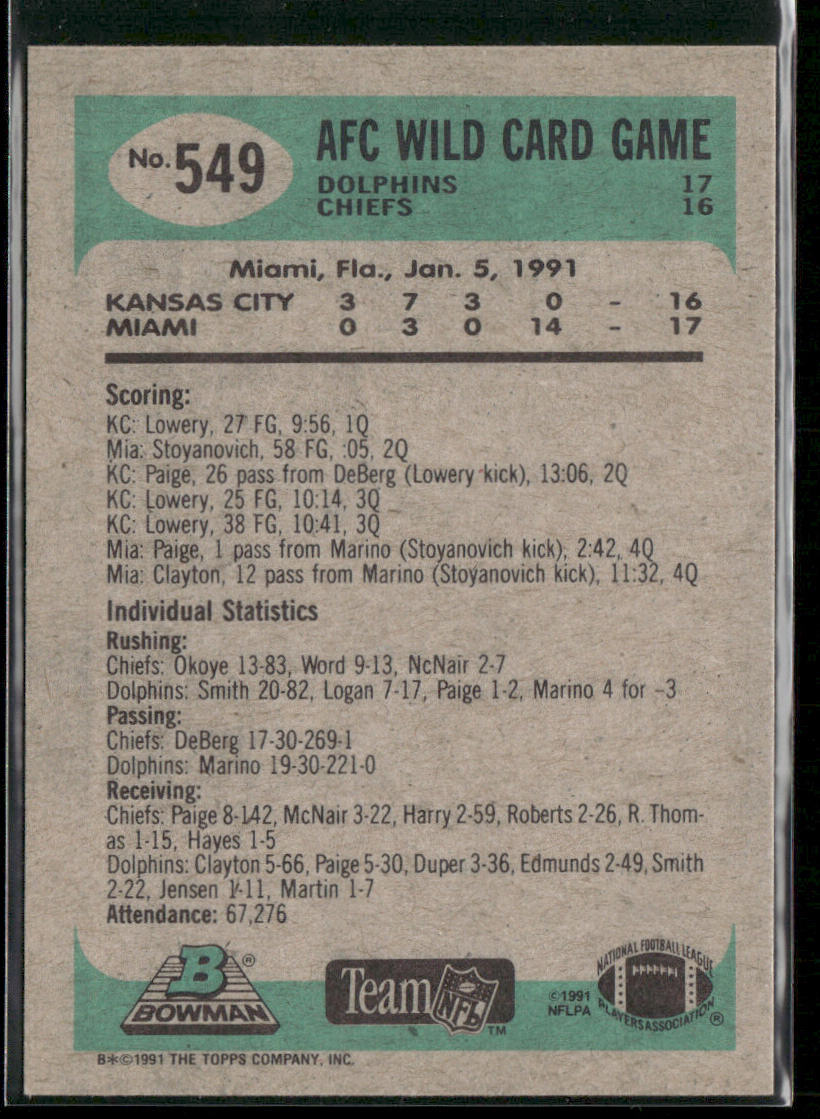 No. 549
AFC WILD CARD GAME
DOLPHINS 17
CHIEFS 16
Miami, Fla., Jan. 5, 1991
KANSAS CITY 3 7 3 0 - 16
MIAMI 0 3 0 14 - 17
Scoring:
KC: Lowery, 27 FG, 9:56, 1Q
Mia: Stoyanovich, 58 FG, :05, 2Q
KC: Paige, 26 pass from DeBerg (Lowery kick), 13:06, 2Q
KC: Lowery, 25 FG, 10:14, 3Q
KC: Lowery, 38 FG, 10:41, 3Q
Mia: Paige, 1 pass from Marino (Stoyanovich kick), 2:42, 4Q
Mia: Clayton, 12 pass from Marino (Stoyanovich kick), 11:32, 4Q
Individual Statistics
Rushing:
Chiefs: Okoye 13-83, Word 9-13, NcNair 2-7
Dolphins: Smith 20-82, Logan 7-17, Paige 1-2, Marino 4 for -3
Passing:
Chiefs: DeBerg 17-30-269-1
Dolphins: Marino 19-30-221-0
Receiving:
Chiefs: Paige 8-142, McNair 3-22, Harry 2-59, Roberts 2-26, R. Thom-
as 1-15, Hayes 1-5
Dolphins: Clayton 5-66, Paige 5-30, Duper 3-36, Edmunds 2-49, Smith
2-22, Jensen 1-11, Martin 1-7
Attendance: 67,276
B®
BOWMAN
Team NFL™
©1991
NFLPA
NATIONAL FOOTBALL LEAGUE
PLAYERS ASSOCIATION®
B*©1991 THE TOPPS COMPANY, INC.